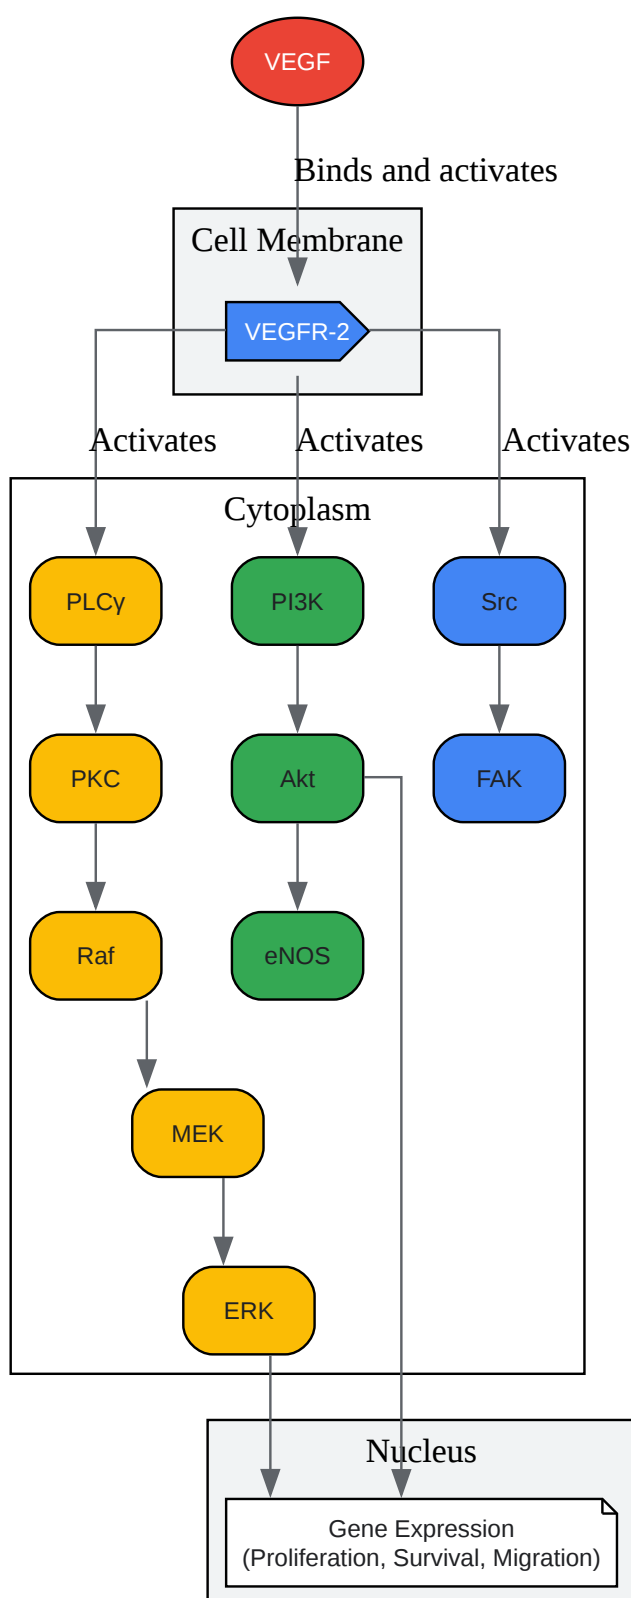 VEGF
Binds and activates
Cell Membrane
VEGFR-2
Activates
Activates
Activates
Cytoplasm
PLCγ
PI3K
Src
PKC
Akt
FAK
Raf
eNOS
MEK
ERK
Nucleus
Gene Expression
(Proliferation, Survival, Migration)